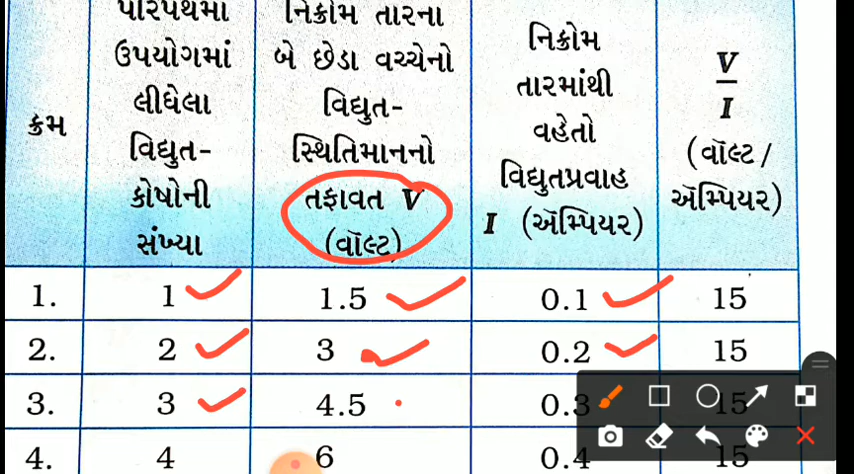 પરિપથમાં
ઉપયોગમાં
લીધેલા
વિદ્યુત-
કોષોની
સંખ્યા
નિક્રોમ તારના
બે છેડા વચ્ચેનો
વિદ્યુત-
સ્થિતિમાનનો
તફાવત V
(વૉલ્ટ)
નિક્રોમ
તારમાંથી
વહેતો
વિદ્યુતપ્રવાહ
I (ઍમ્પિયર)
V
I
(વૉલ્ટ /
ઍમ્પિયર)
ક્રમ
1. 1 1.5 0.1 15
2. 2 3 0.2 15
3. 3 4.5 0.3 15
4. 4 6 0.4 15